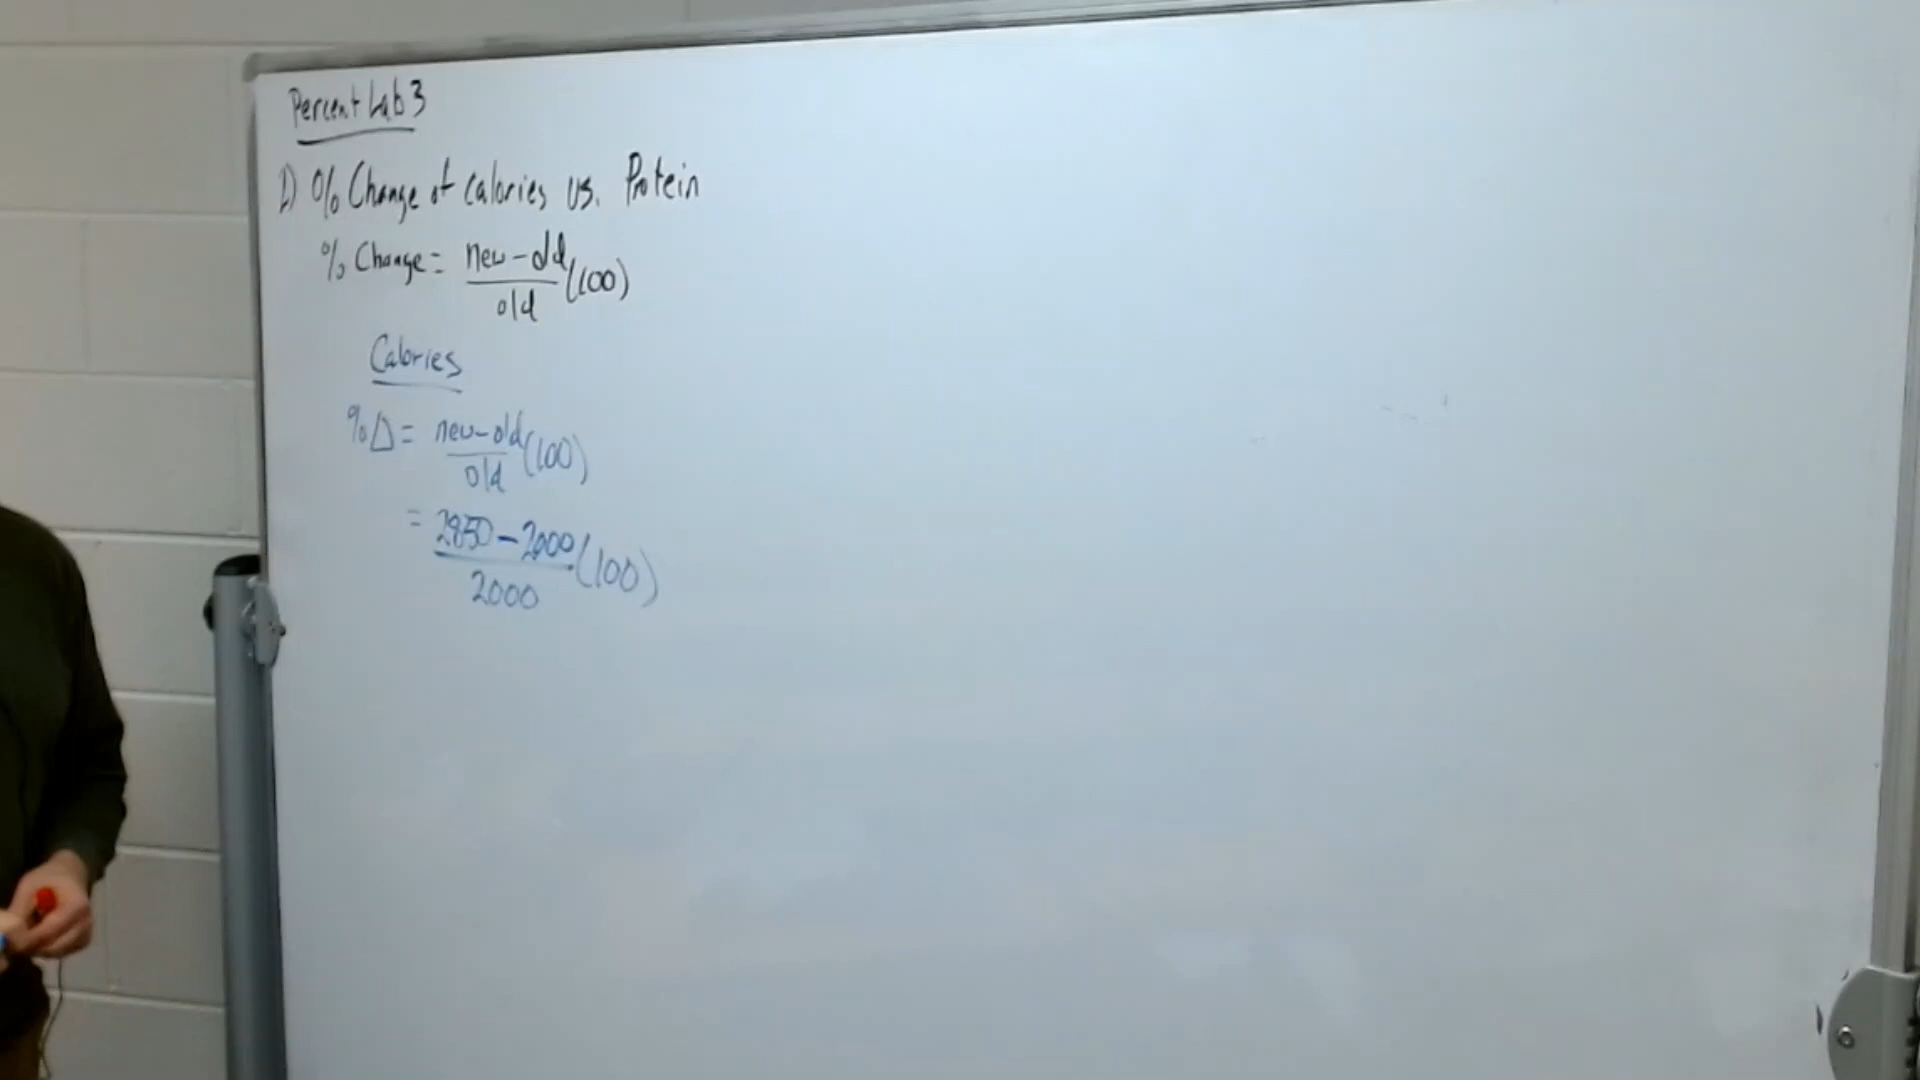 Percent Lab 3
1) % Change of Calories vs. Protein
% Change = new - old / old (100)
Calories
%Δ = new - old / old (100)
= 2850 - 2000 / 2000 (100)